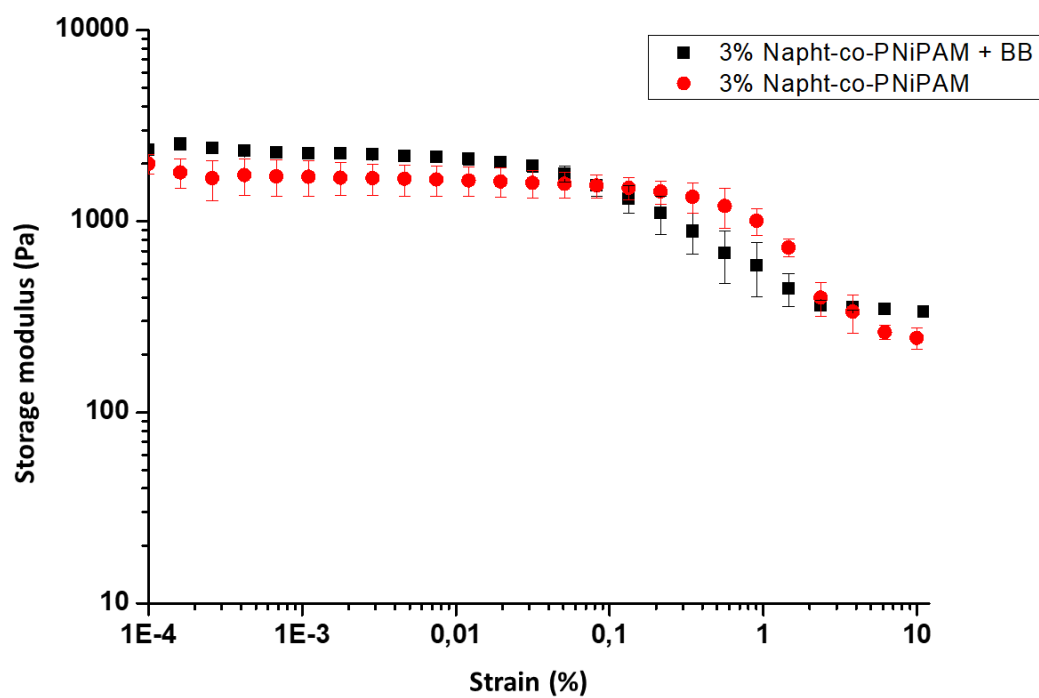 10000
3% Napht-co-PNiPAM + BB
3% Napht-co-PNiPAM
1000
Storage modulus (Pa)
100
10
1E-4 1E-3 0,01 0,1 1 10
Strain (%)